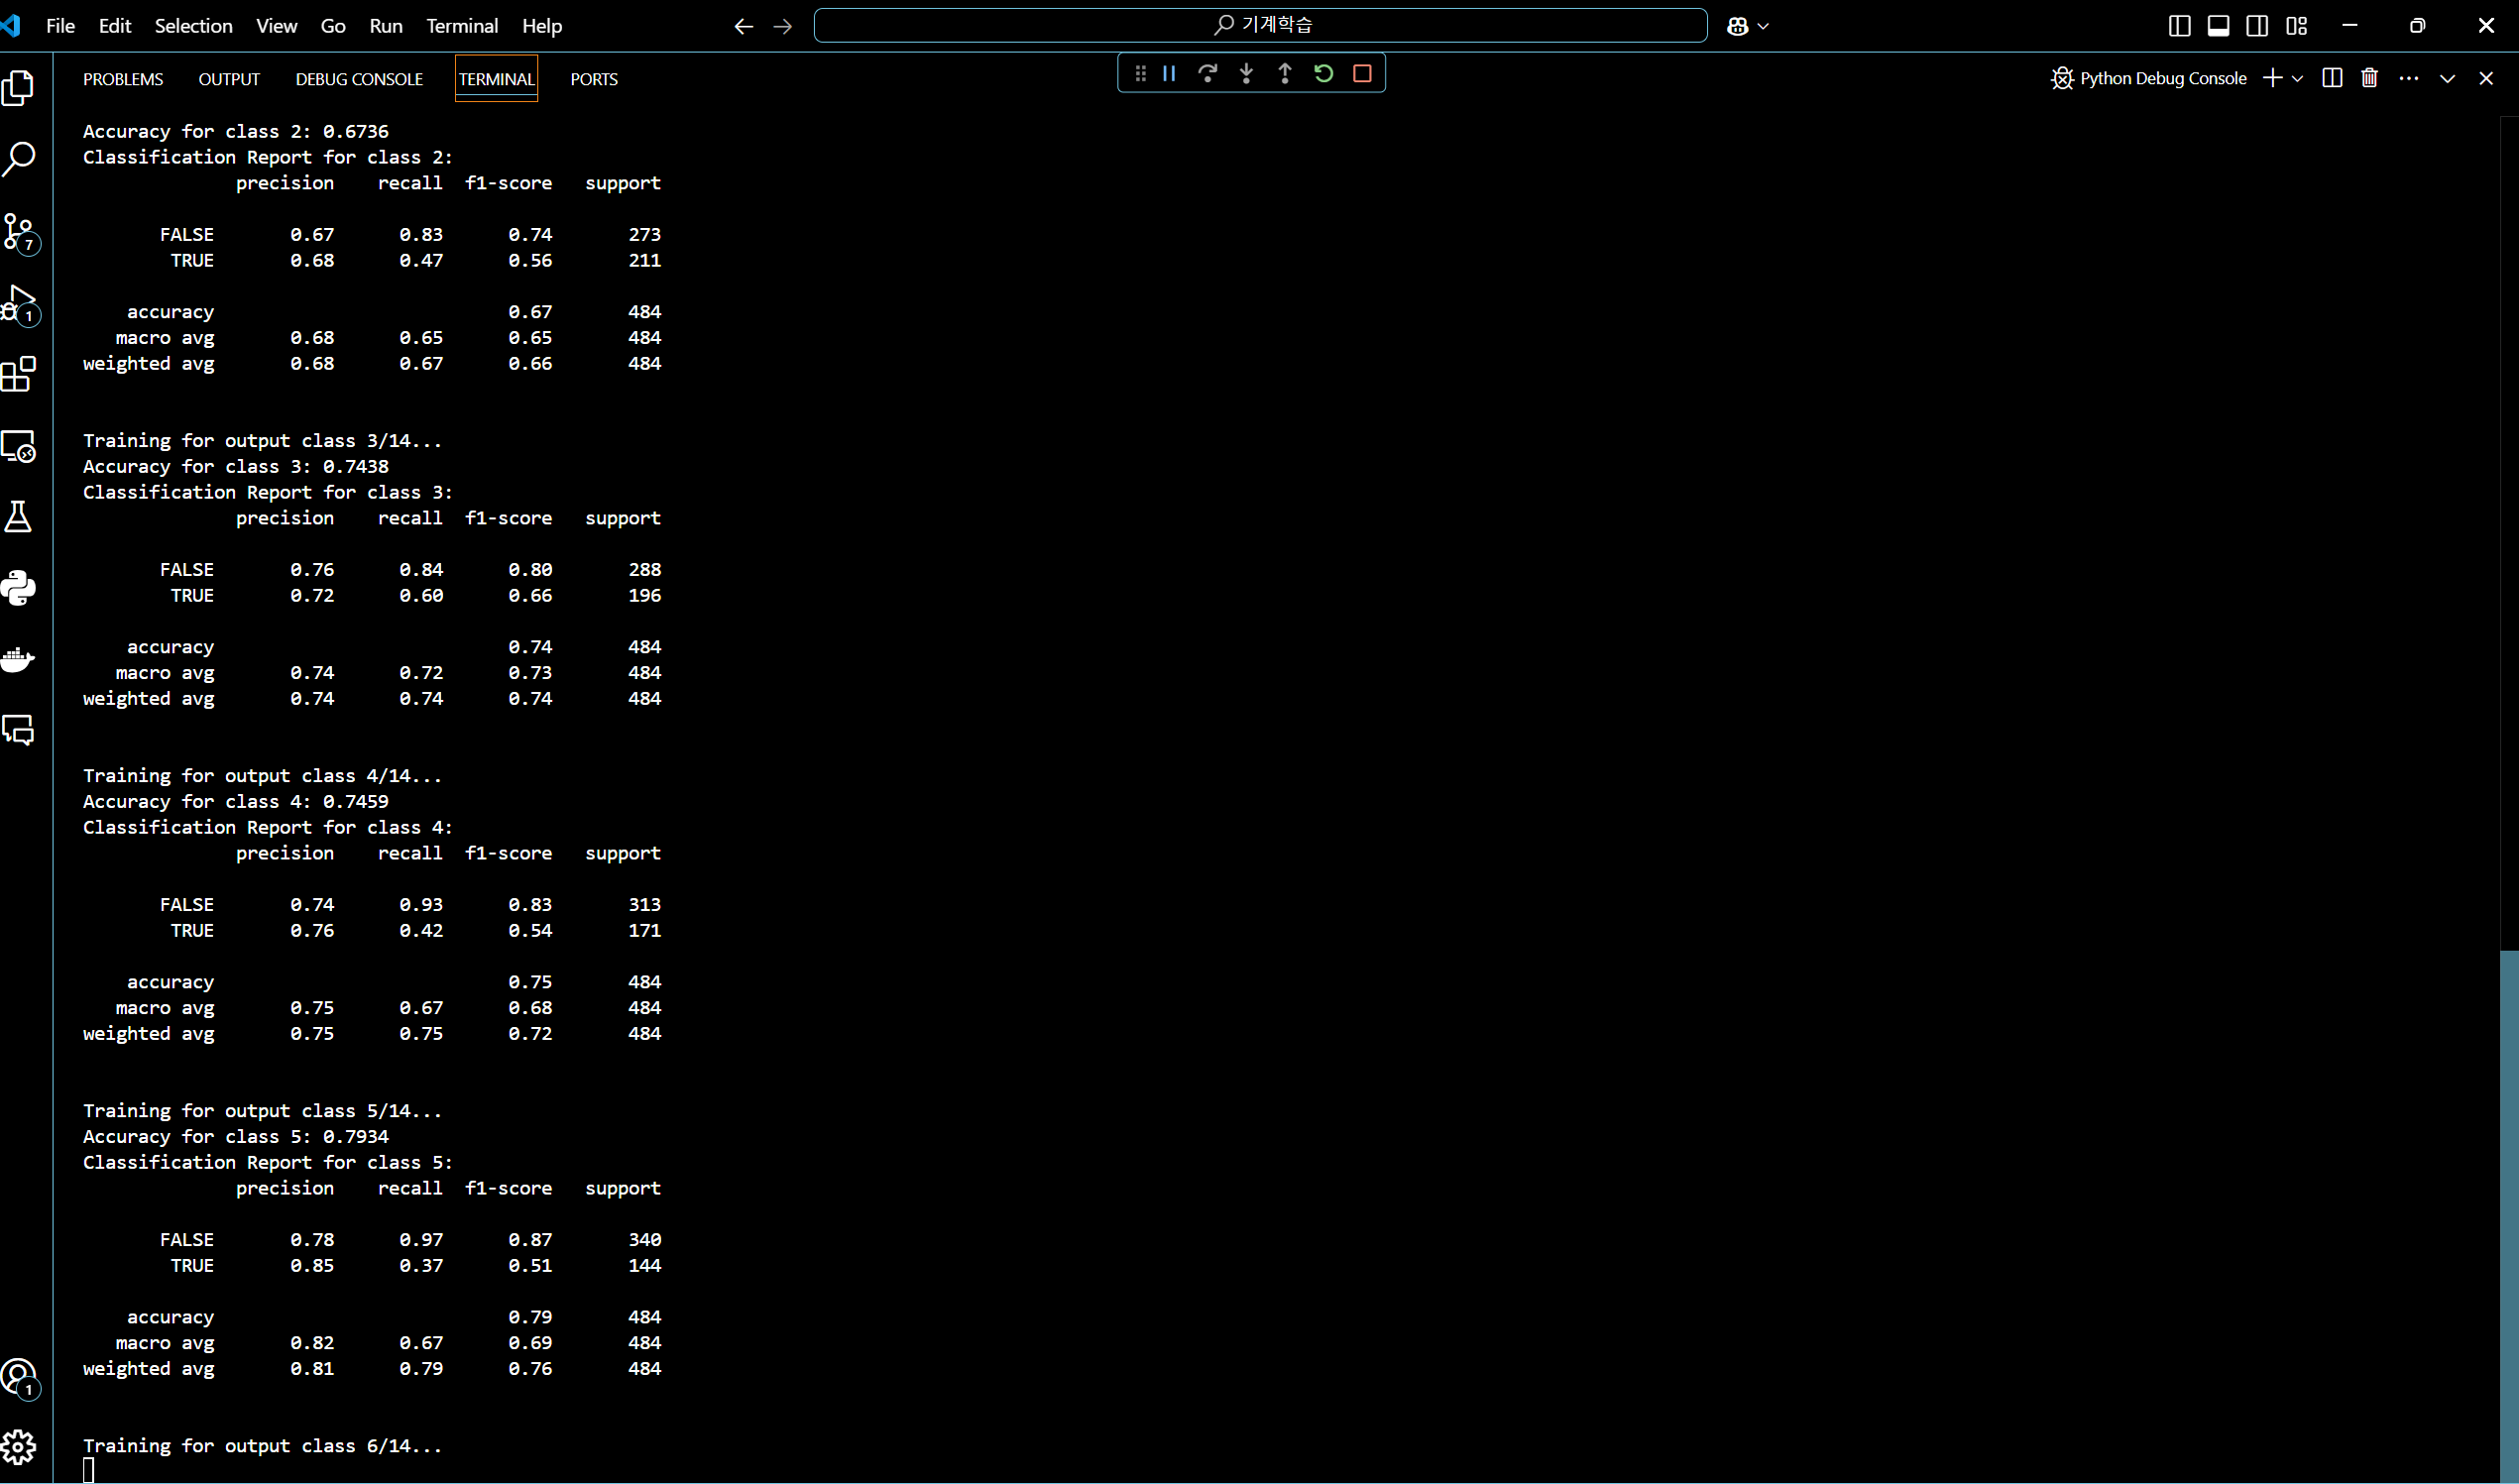 File Edit Selection View Go Run Terminal Help 기계학습
PROBLEMS OUTPUT DEBUG CONSOLE TERMINAL PORTS Python Debug Console
Accuracy for class 2: 0.6736
Classification Report for class 2:
precision recall f1-score support
FALSE 0.67 0.83 0.74 273
TRUE 0.68 0.47 0.56 211
accuracy 0.67 484
macro avg 0.68 0.65 0.65 484
weighted avg 0.68 0.67 0.66 484
Training for output class 3/14...
Accuracy for class 3: 0.7438
Classification Report for class 3:
precision recall f1-score support
FALSE 0.76 0.84 0.80 288
TRUE 0.72 0.60 0.66 196
accuracy 0.74 484
macro avg 0.74 0.72 0.73 484
weighted avg 0.74 0.74 0.74 484
Training for output class 4/14...
Accuracy for class 4: 0.7459
Classification Report for class 4:
precision recall f1-score support
FALSE 0.74 0.93 0.83 313
TRUE 0.76 0.42 0.54 171
accuracy 0.75 484
macro avg 0.75 0.67 0.68 484
weighted avg 0.75 0.75 0.72 484
Training for output class 5/14...
Accuracy for class 5: 0.7934
Classification Report for class 5:
precision recall f1-score support
FALSE 0.78 0.97 0.87 340
TRUE 0.85 0.37 0.51 144
accuracy 0.79 484
macro avg 0.82 0.67 0.69 484
weighted avg 0.81 0.79 0.76 484
Training for output class 6/14...
7
1
1